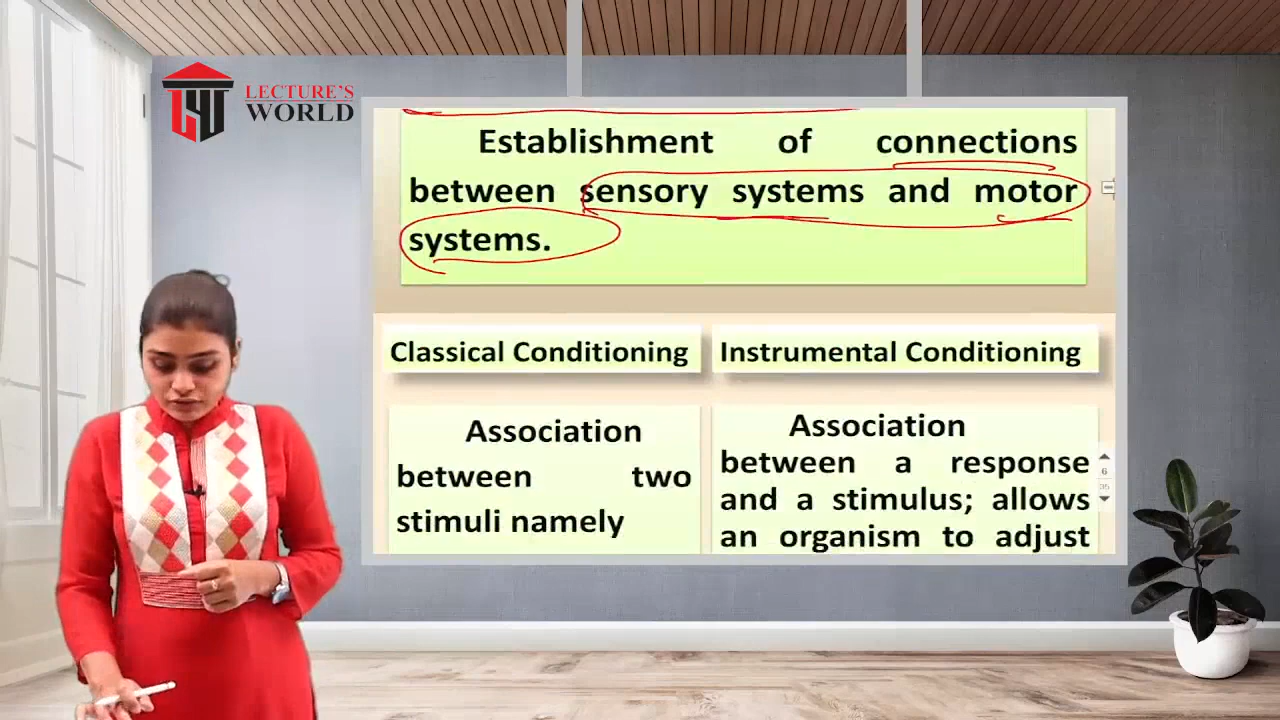 LECTURE'S
WORLD
Establishment of connections
between sensory systems and motor
systems.
Classical Conditioning
Instrumental Conditioning
Association
between two
stimuli namely
Association
between a response
and a stimulus; allows
an organism to adjust
6